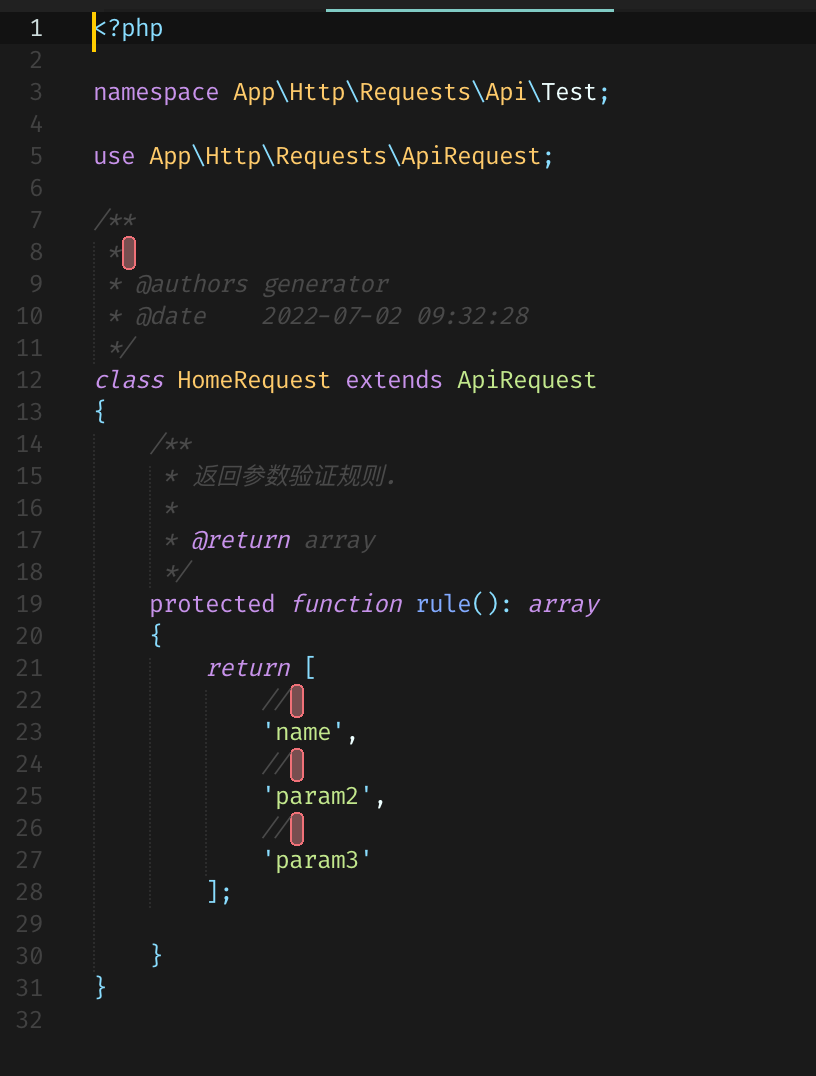 1 <?php
2
3 namespace App\Http\Requests\Api\Test;
4
5 use App\Http\Requests\ApiRequest;
6
7 /**
8  *
9  * @authors generator
10  * @date    2022-07-02 09:32:28
11  */
12 class HomeRequest extends ApiRequest
13 {
14     /**
15      * 返回参数验证规则.
16      *
17      * @return array
18      */
19     protected function rule(): array
20     {
21         return [
22             //
23             'name',
24             //
25             'param2',
26             //
27             'param3'
28         ];
29
30     }
31 }
32